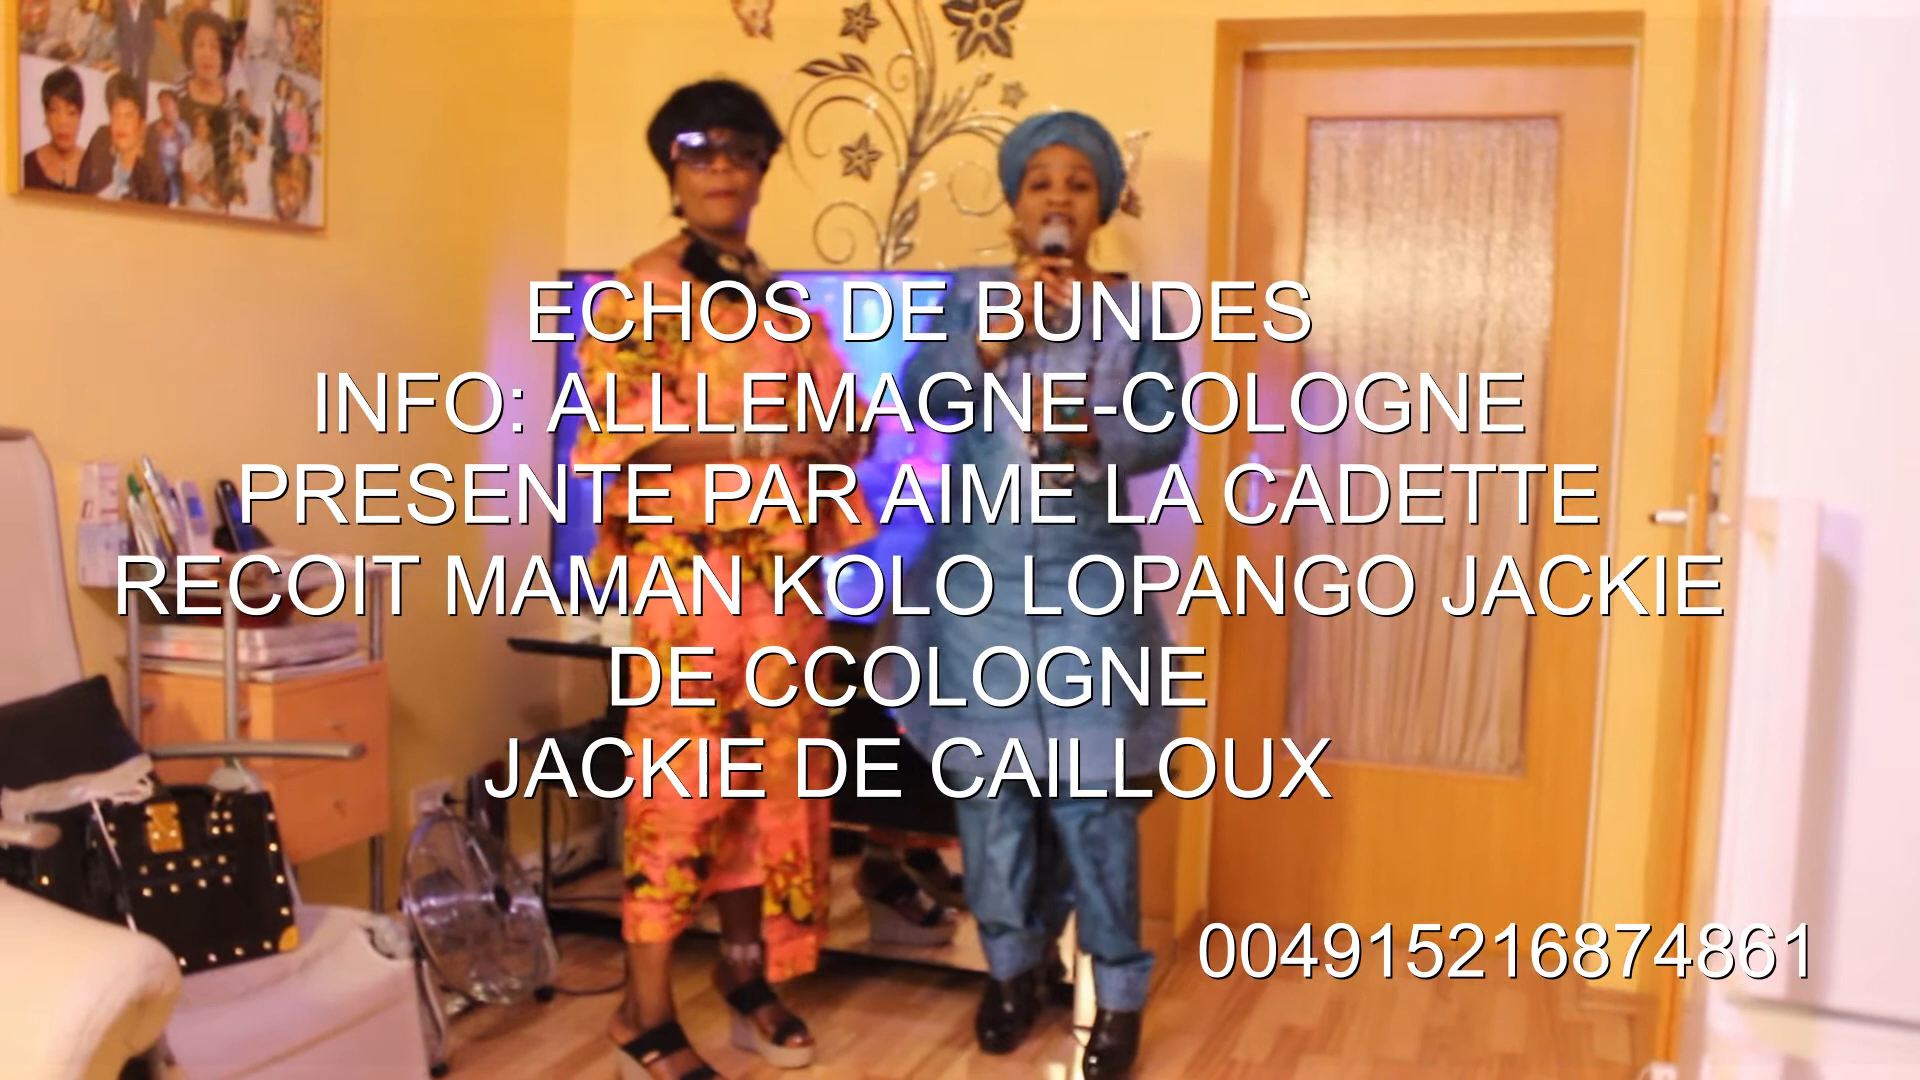 ECHOS DE BUNDES
INFO: ALLLEMAGNE-COLOGNE
PRESENTE PAR AIME LA CADETTE
RECOIT MAMAN KOLO LOPANGO JACKIE
DE CCOLOGNE
JACKIE DE CAILLOUX
004915216874861